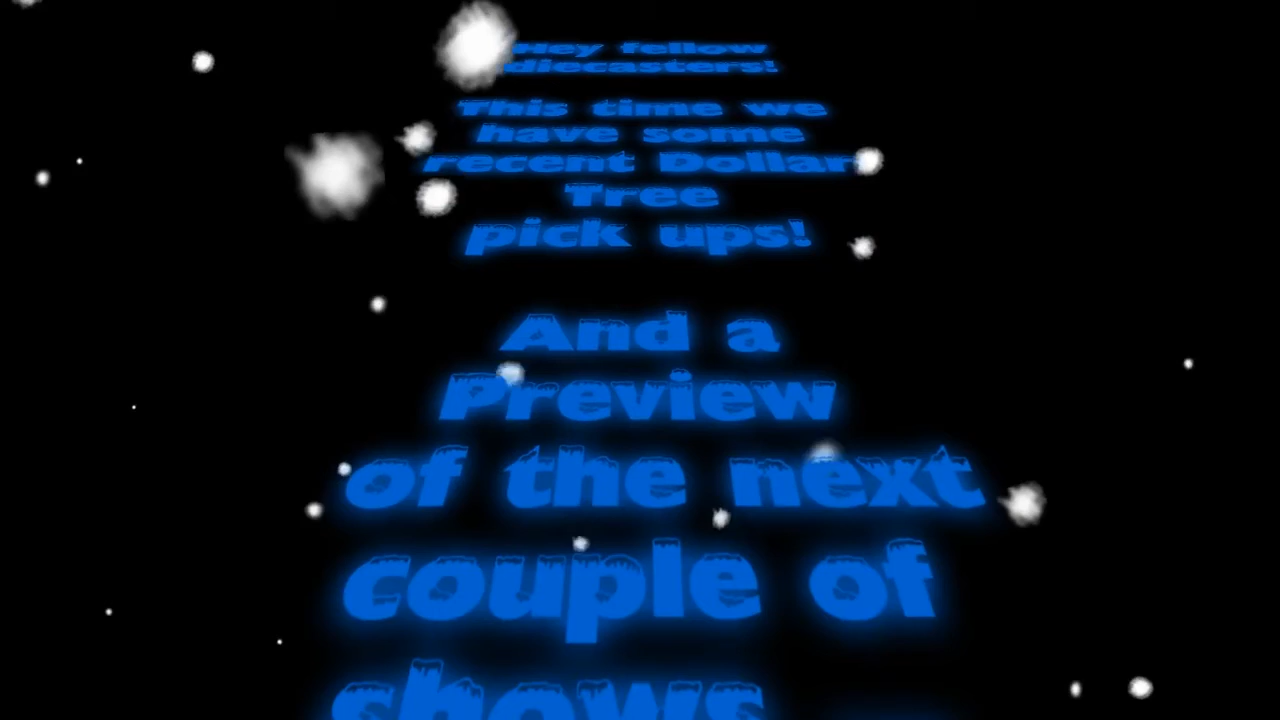 Hey fellow
diecasters!
This time we
have some
recent Dollar
Tree
pick ups!
And a
Preview
of the next
couple of
shows